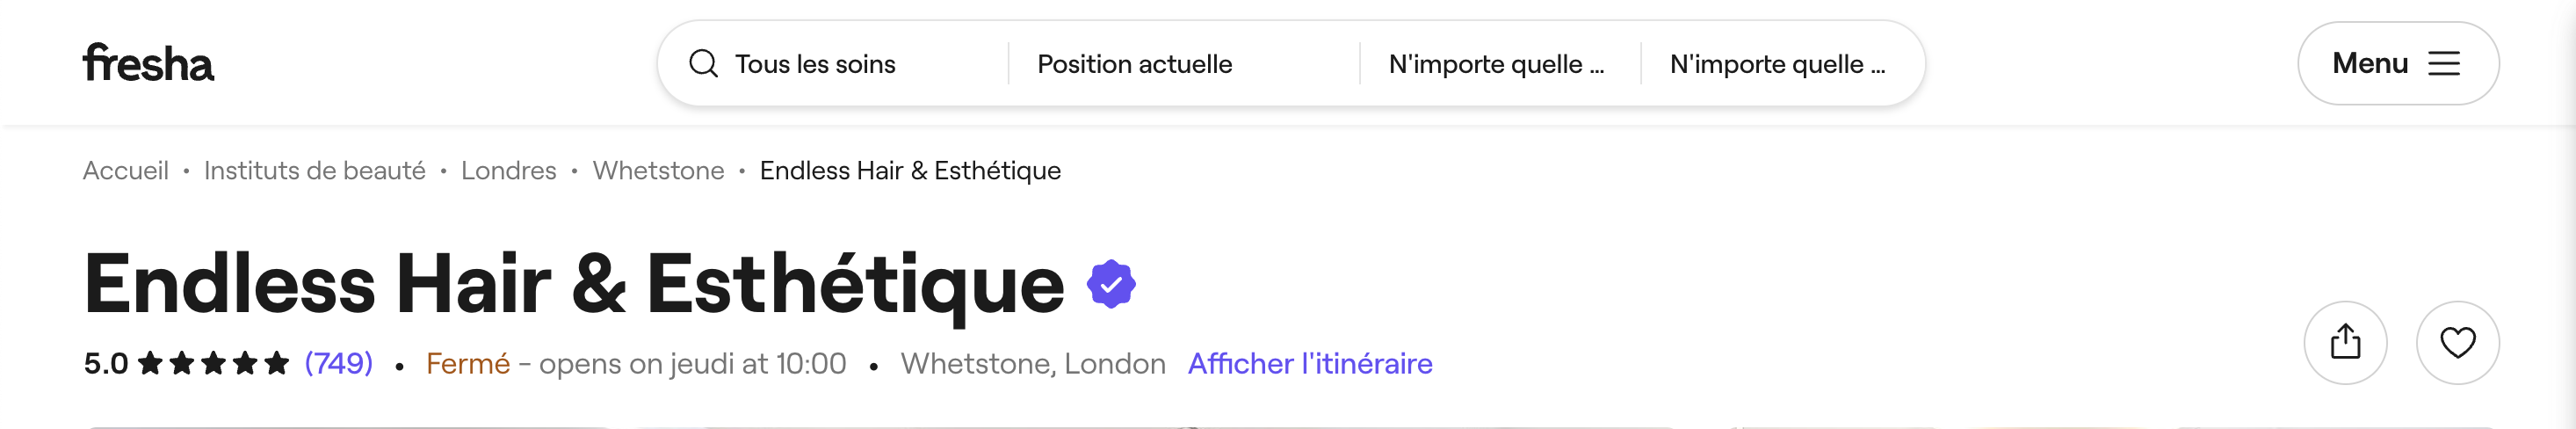 fresha
Tous les soins Position actuelle N'importe quelle ... N'importe quelle ... Menu
Accueil • Instituts de beauté • Londres • Whetstone • Endless Hair & Esthétique
Endless Hair & Esthétique
5.0 ★★★★★ (749) • Fermé – opens on jeudi at 10:00 • Whetstone, London Afficher l'itinéraire